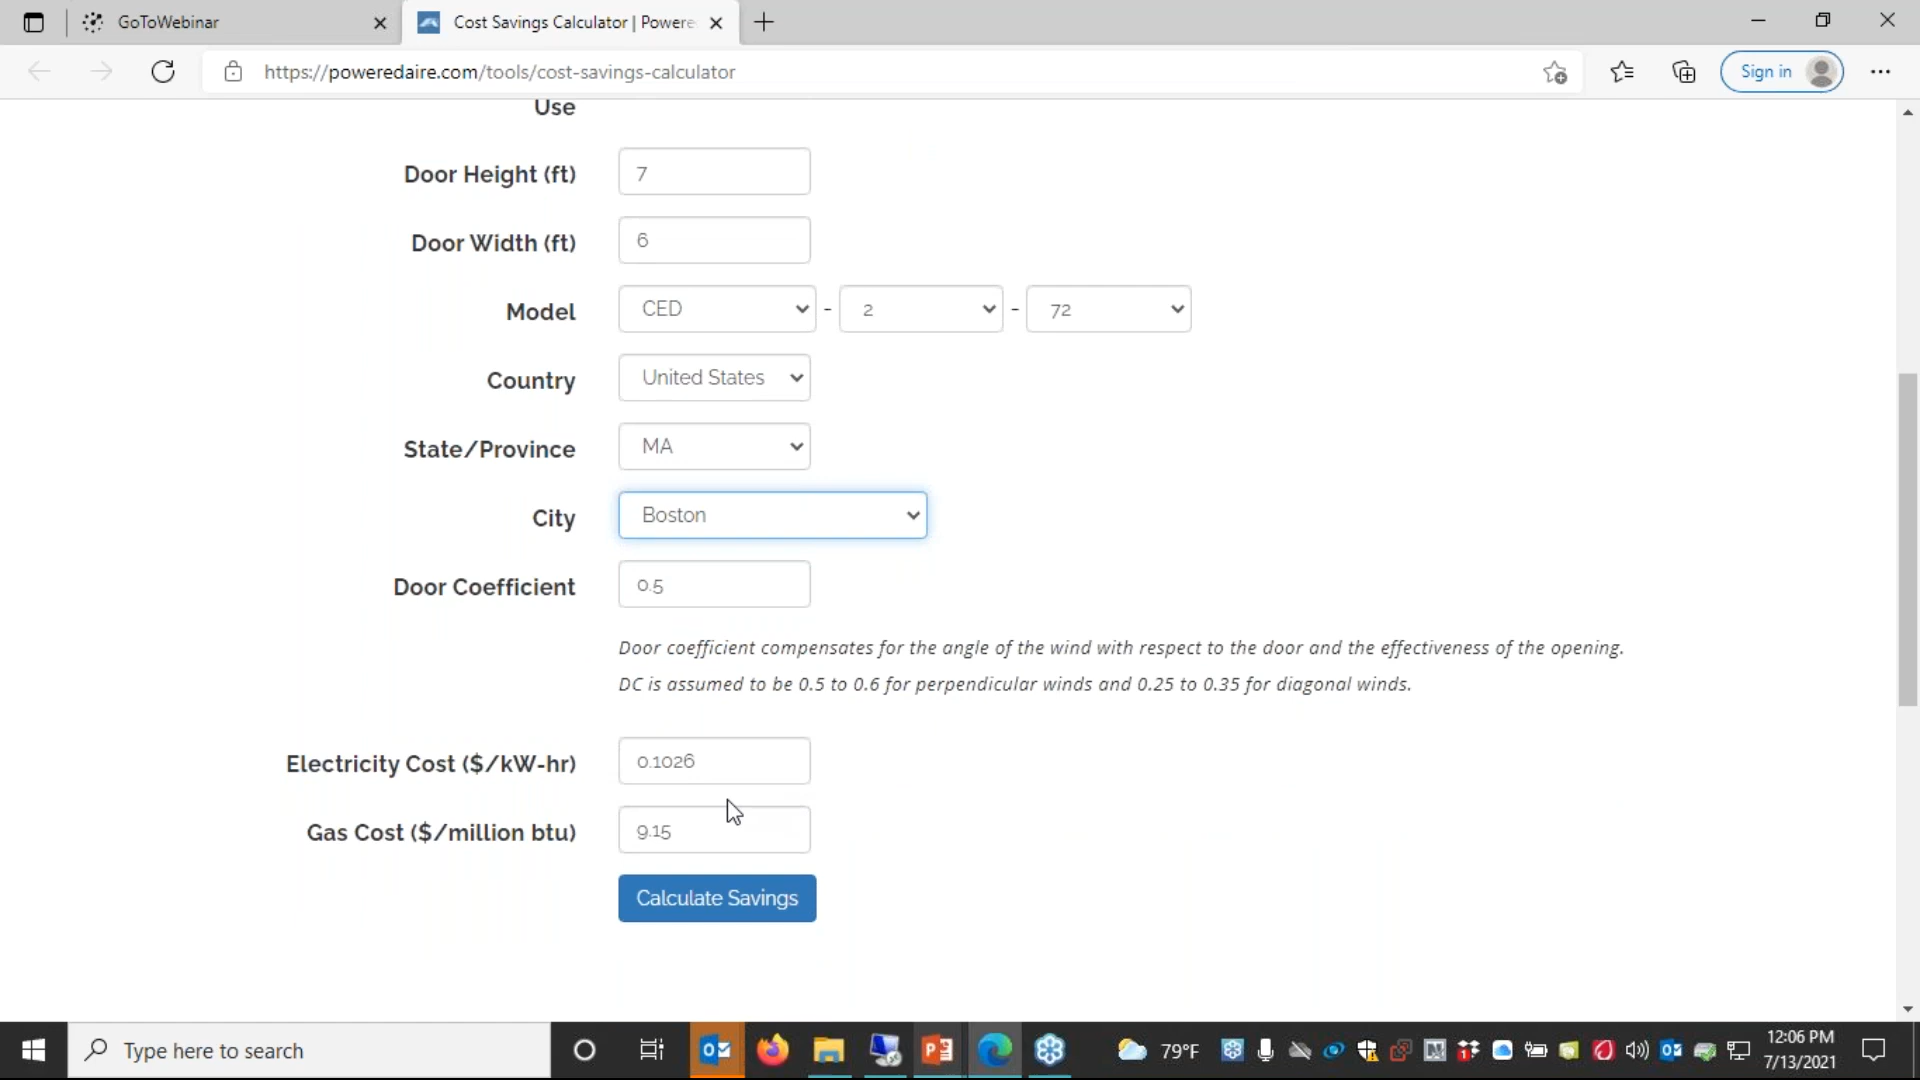 GoToWebinar
Cost Savings Calculator | Powere
https://poweredaire.com/tools/cost-savings-calculator
Sign in
Use
Door Height (ft)
7
Door Width (ft)
6
Model
CED - 2 - 72
Country
United States
State/Province
MA
City
Boston
Door Coefficient
0.5
Door coefficient compensates for the angle of the wind with respect to the door and the effectiveness of the opening.
DC is assumed to be 0.5 to 0.6 for perpendicular winds and 0.25 to 0.35 for diagonal winds.
Electricity Cost ($/kW-hr)
0.1026
Gas Cost ($/million btu)
9.15
Calculate Savings
Type here to search
79°F
12:06 PM
7/13/2021